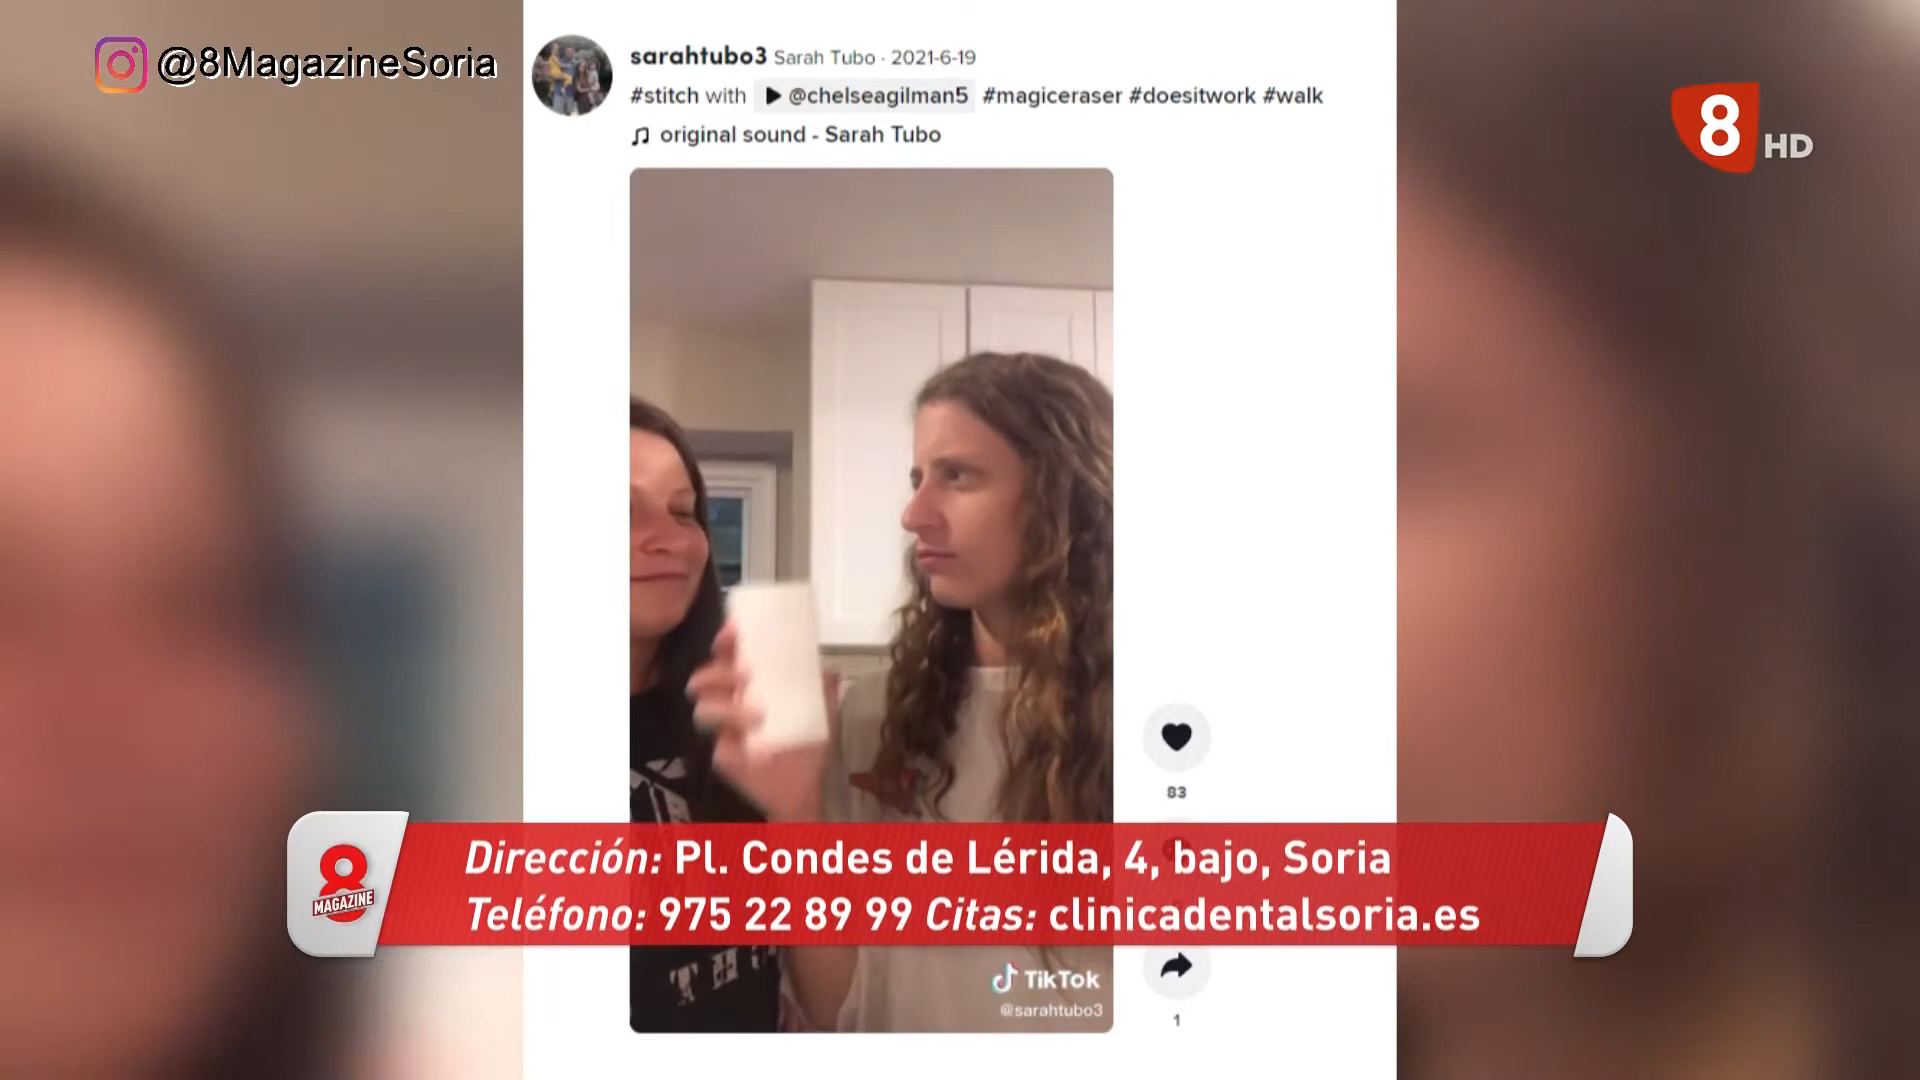 @8MagazineSoria
sarahtubo3 Sarah Tubo · 2021-6-19
#stitch with ▶ @chelseagilman5 #magiceraser #doesitwork #walk
original sound - Sarah Tubo
8 HD
83
8 MAGAZINE
Dirección: Pl. Condes de Lérida, 4, bajo, Soria
Teléfono: 975 22 89 99 Citas: clinicadentalsoria.es
TikTok
@sarahtubo3
1